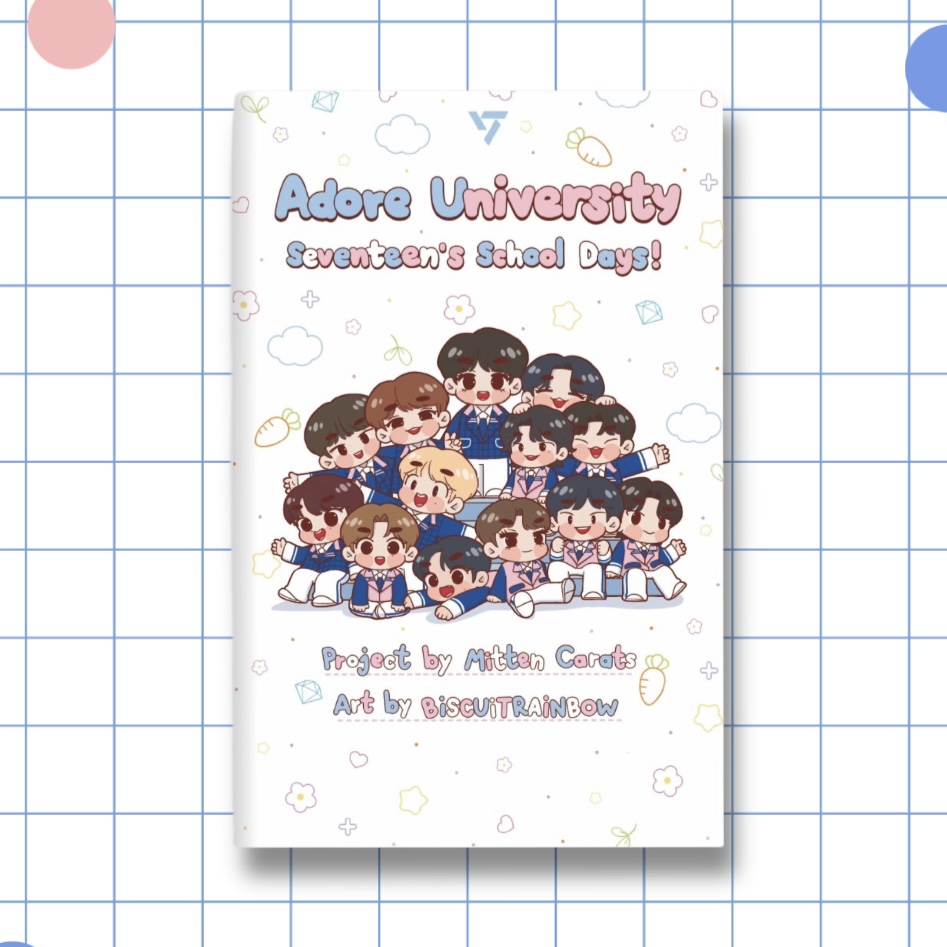 Adore University
Seventeen's School Days!
Project by Mitten Carats
Art by BiSCUiTRAiNBOW